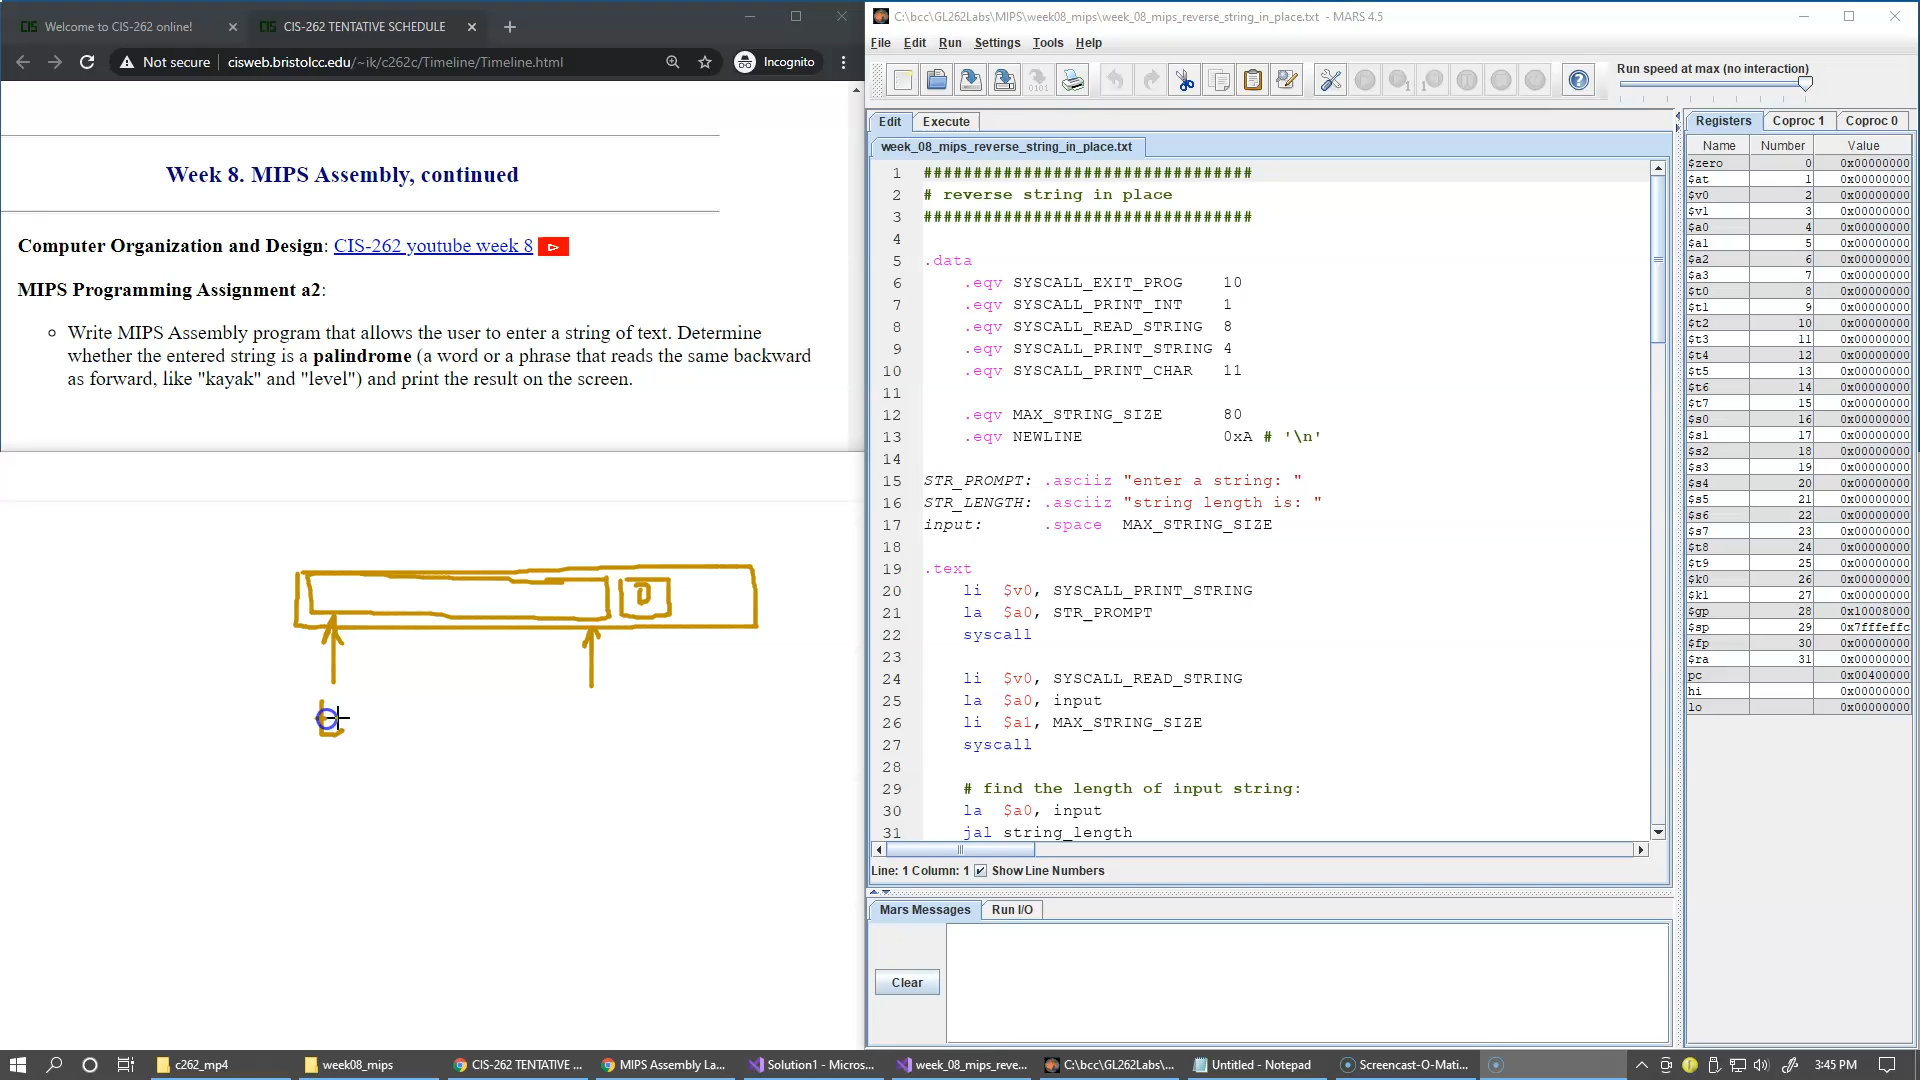 Welcome to CIS-262 online!
CIS-262 TENTATIVE SCHEDULE
Not secure
cisweb.bristolcc.edu/~ik/c262c/Timeline/Timeline.html
Incognito
Week 8. MIPS Assembly, continued
Computer Organization and Design: CIS-262 youtube week 8
MIPS Programming Assignment a2:
Write MIPS Assembly program that allows the user to enter a string of text. Determine
whether the entered string is a palindrome (a word or a phrase that reads the same backward
as forward, like "kayak" and "level") and print the result on the screen.
0
C:\bcc\GL262Labs\MIPS\week08_mips\week_08_mips_reverse_string_in_place.txt - MARS 4.5
File Edit Run Settings Tools Help
Run speed at max (no interaction)
Edit Execute
week_08_mips_reverse_string_in_place.txt
1 #################################
2 # reverse string in place
3 #################################
4
5 .data
6 .eqv SYSCALL_EXIT_PROG 10
7 .eqv SYSCALL_PRINT_INT 1
8 .eqv SYSCALL_READ_STRING 8
9 .eqv SYSCALL_PRINT_STRING 4
10 .eqv SYSCALL_PRINT_CHAR 11
11
12 .eqv MAX_STRING_SIZE 80
13 .eqv NEWLINE 0xA # '\n'
14
15 STR_PROMPT: .asciiz "enter a string: "
16 STR_LENGTH: .asciiz "string length is: "
17 input: .space MAX_STRING_SIZE
18
19 .text
20 li $v0, SYSCALL_PRINT_STRING
21 la $a0, STR_PROMPT
22 syscall
23
24 li $v0, SYSCALL_READ_STRING
25 la $a0, input
26 li $a1, MAX_STRING_SIZE
27 syscall
28
29 # find the length of input string:
30 la $a0, input
31 jal string_length
Line: 1 Column: 1 Show Line Numbers
Mars Messages Run I/O
Clear
Registers Coproc 1 Coproc 0
Name Number Value
$zero 0 0x00000000
$at 1 0x00000000
$v0 2 0x00000000
$v1 3 0x00000000
$a0 4 0x00000000
$a1 5 0x00000000
$a2 6 0x00000000
$a3 7 0x00000000
$t0 8 0x00000000
$t1 9 0x00000000
$t2 10 0x00000000
$t3 11 0x00000000
$t4 12 0x00000000
$t5 13 0x00000000
$t6 14 0x00000000
$t7 15 0x00000000
$s0 16 0x00000000
$s1 17 0x00000000
$s2 18 0x00000000
$s3 19 0x00000000
$s4 20 0x00000000
$s5 21 0x00000000
$s6 22 0x00000000
$s7 23 0x00000000
$t8 24 0x00000000
$t9 25 0x00000000
$k0 26 0x00000000
$k1 27 0x00000000
$gp 28 0x10008000
$sp 29 0x7fffeffc
$fp 30 0x00000000
$ra 31 0x00000000
pc 0x00400000
hi 0x00000000
lo 0x00000000
c262_mp4
week08_mips
CIS-262 TENTATIVE ...
MIPS Assembly La...
Solution1 - Micros...
week_08_mips_reve...
C:\bcc\GL262Labs\...
Untitled - Notepad
Screencast-O-Mati...
3:45 PM